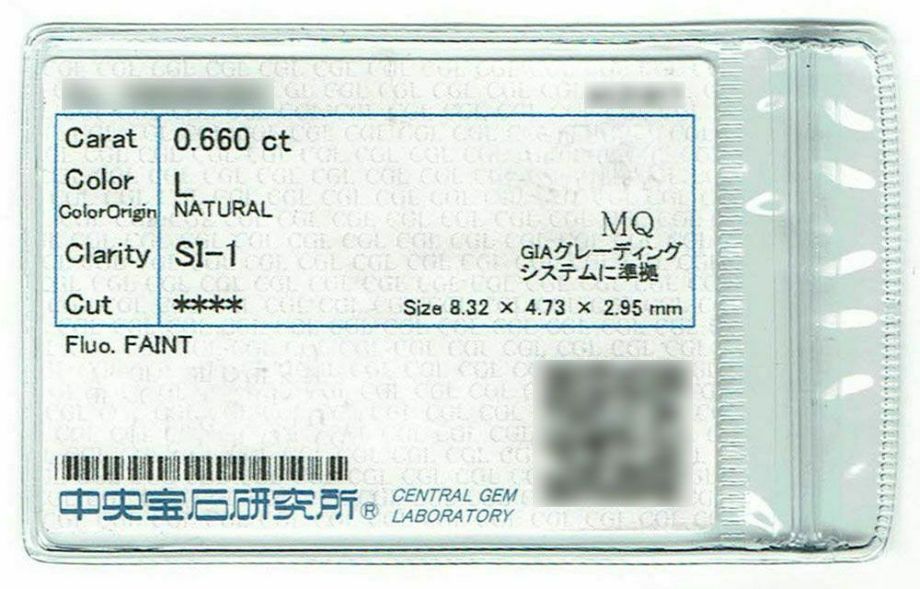 Carat 0.660 ct
Color L
ColorOrigin NATURAL
MQ
Clarity SI-1
GIAグレーディング
システムに準拠
Cut ****
Size 8.32 × 4.73 × 2.95 mm
Fluo. FAINT
中央宝石研究所®
CENTRAL GEM
LABORATORY